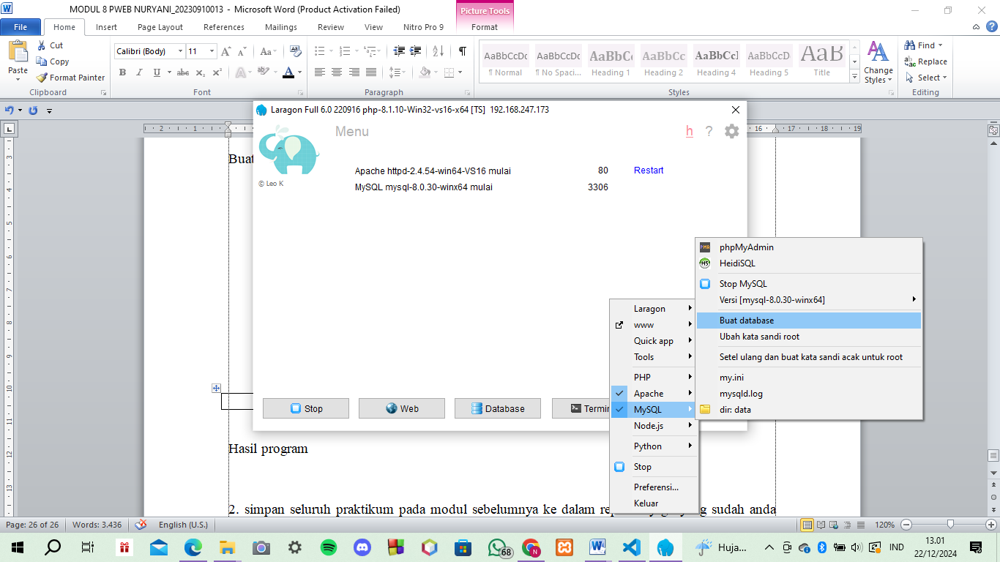 MODUL 8 PWEB NURYANI_20230910013 - Microsoft Word (Product Activation Failed)
Picture Tools
File Home Insert Page Layout References Mailings Review View Nitro Pro 9 Format
Paste
Cut
Copy
Format Painter
Clipboard
Calibri (Body) 11
Font
Paragraph
AaBbCcDc AaBbCcDc AaBbCc AaBbCc AaBbCcI AaBbCcD AaB
¶ Normal ¶ No Spaci... Heading 1 Heading 2 Heading 4 Heading 5 Title
Styles
Change Styles
Find
Replace
Select
Editing
Buat
Laragon Full 6.0 220916 php-8.1.10-Win32-vs16-x64 [TS] 192.168.247.173
Menu
h ?
© Leo K
Apache httpd-2.4.54-win64-VS16 mulai 80 Restart
MySQL mysql-8.0.30-winx64 mulai 3306
Stop Web Database Termin
Laragon
www
Quick app
Tools
PHP
Apache
MySQL
Node.js
Python
Stop
Preferensi...
Keluar
phpMyAdmin
HeidiSQL
Stop MySQL
Versi [mysql-8.0.30-winx64]
Buat database
Ubah kata sandi root
Setel ulang dan buat kata sandi acak untuk root
my.ini
mysqld.log
dir: data
Hasil program
2. simpan seluruh praktikum pada modul sebelumnya ke dalam sudah anda
Page: 26 of 26 Words: 3.436 English (U.S.) 120%
68 Huja... IND 13.01
22/12/2024